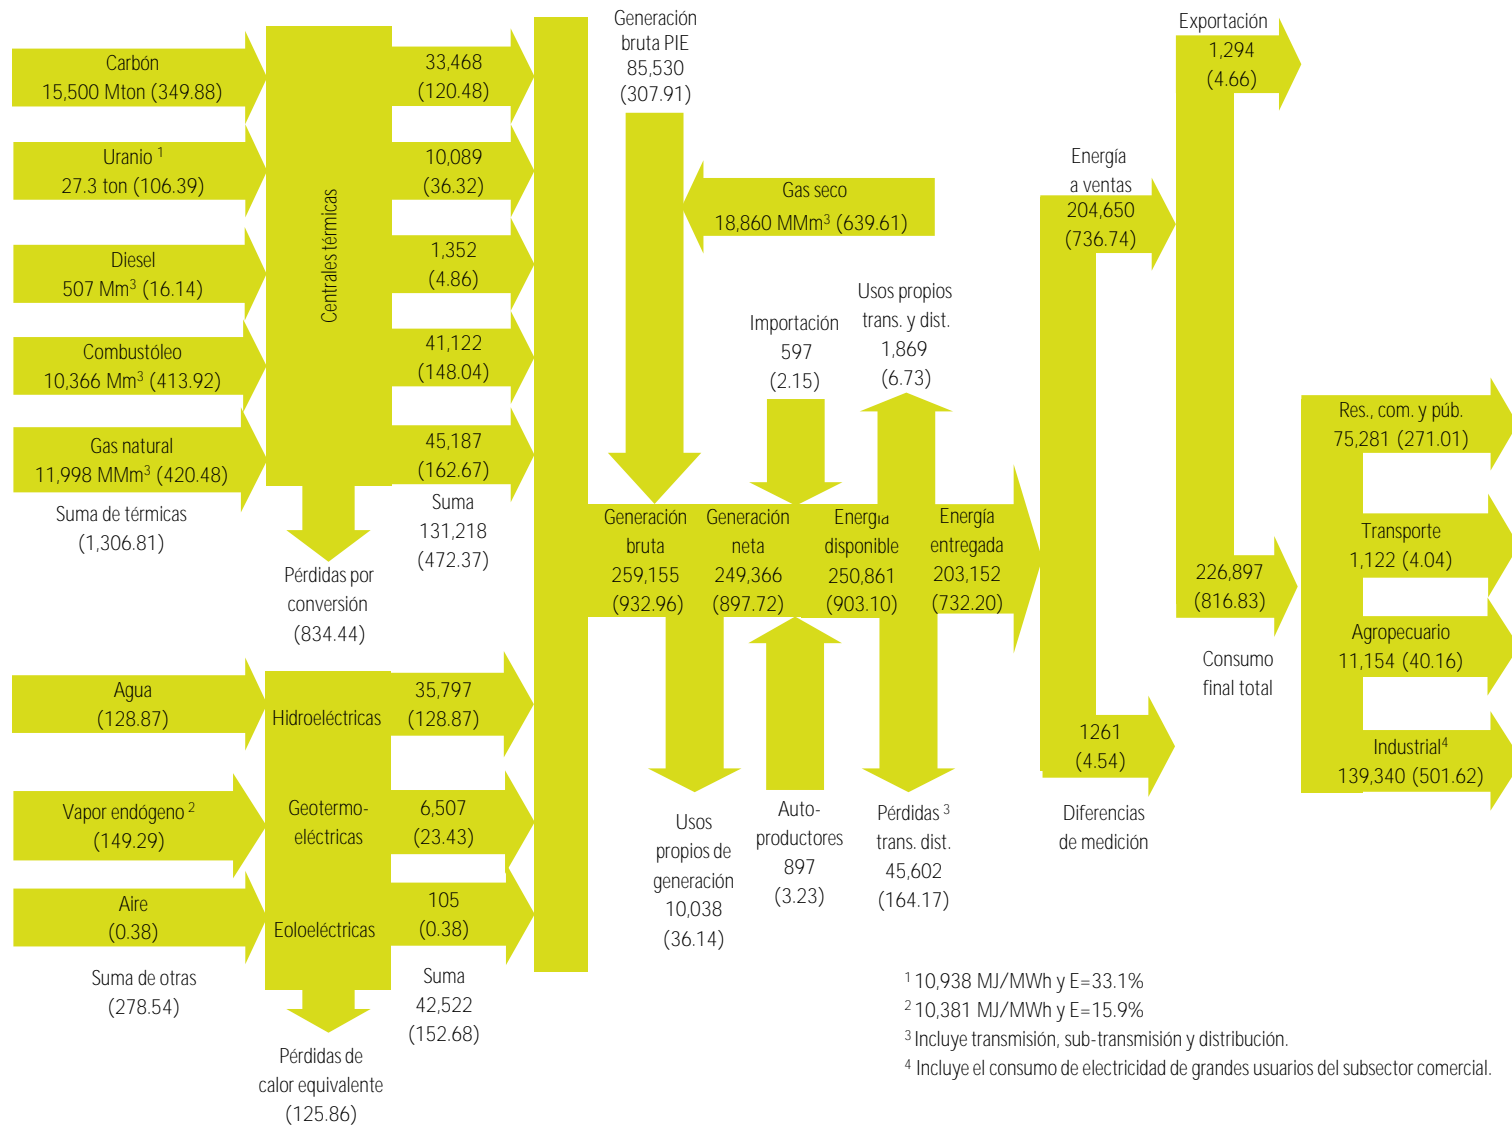 Carbón
15,500 Mton (349.88)
Uranio ¹
27.3 ton (106.39)
Diesel
507 Mm³ (16.14)
Combustóleo
10,366 Mm³ (413.92)
Gas natural
11,998 MMm³ (420.48)
Suma de térmicas
(1,306.81)
Centrales térmicas
Pérdidas por
conversión
(834.44)
33,468
(120.48)
10,089
(36.32)
1,352
(4.86)
41,122
(148.04)
45,187
(162.67)
Suma
131,218
(472.37)
Agua
(128.87)
Vapor endógeno ²
(149.29)
Aire
(0.38)
Suma de otras
(278.54)
Hidroeléctricas
Geotermo-
eléctricas
Eoloeléctricas
Pérdidas de
calor equivalente
(125.86)
35,797
(128.87)
6,507
(23.43)
105
(0.38)
Suma
42,522
(152.68)
Generación
bruta PIE
85,530
(307.91)
Gas seco
18,860 MMm³ (639.61)
Importación
597
(2.15)
Usos propios
trans. y dist.
1,869
(6.73)
Generación
bruta
259,155
(932.96)
Generación
neta
249,366
(897.72)
Energía
disponible
250,861
(903.10)
Energía
entregada
203,152
(732.20)
Usos
propios de
generación
10,038
(36.14)
Auto-
productores
897
(3.23)
Pérdidas ³
trans. dist.
45,602
(164.17)
Energía
a ventas
204,650
(736.74)
1261
(4.54)
Diferencias
de medición
Exportación
1,294
(4.66)
226,897
(816.83)
Consumo
final total
Res., com. y púb.
75,281 (271.01)
Transporte
1,122 (4.04)
Agropecuario
11,154 (40.16)
Industrial⁴
139,340 (501.62)
¹ 10,938 MJ/MWh y E=33.1%
² 10,381 MJ/MWh y E=15.9%
³ Incluye transmisión, sub-transmisión y distribución.
⁴ Incluye el consumo de electricidad de grandes usuarios del subsector comercial.